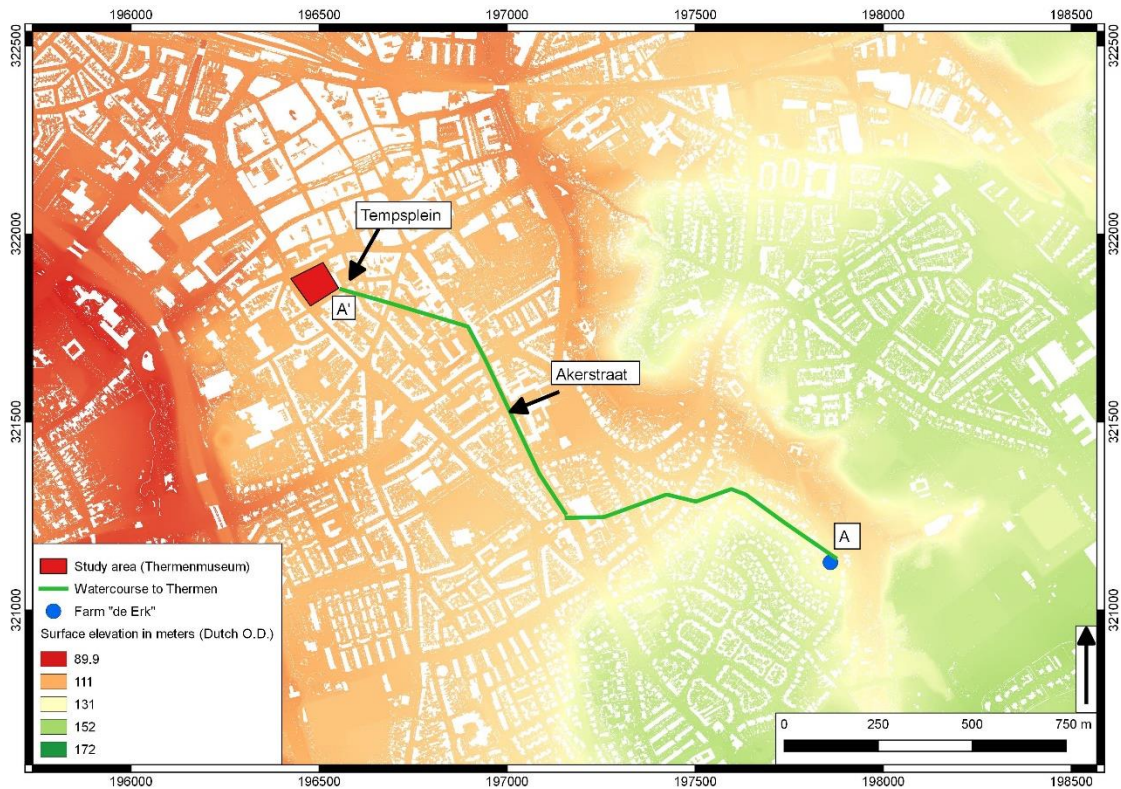 196000 196500 197000 197500 198000 198500
322500 322500
Tempsplein
322000 322000
A'
Akerstraat
321500 321500
A
Study area (Thermenmuseum)
Watercourse to Thermen
Farm "de Erk"
Surface elevation in meters (Dutch O.D.)
89.9
111
131
152
172
321000 321000
0 250 500 750 m
196000 196500 197000 197500 198000 198500